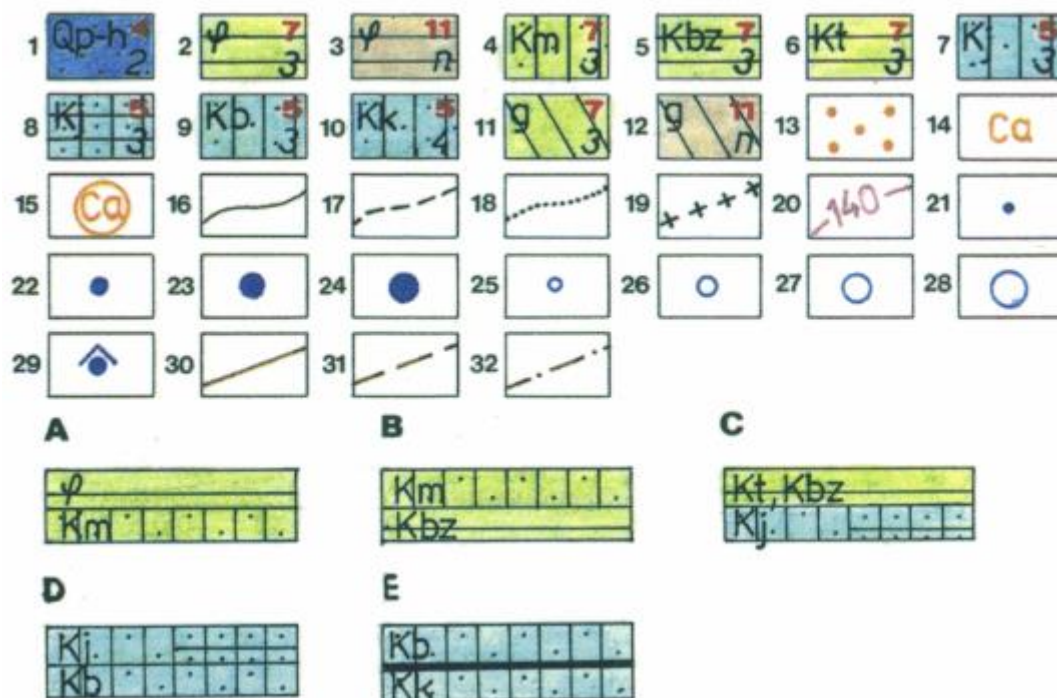 1 Qp-h 4 2 2 φ 7 3 3 φ 11 n 4 Km 7 3 5 Kbz 7 3 6 Kt 7 3 7 Kj 5 3
8 Kj 5 3 9 Kb 5 3 10 Kk 5 4 11 g 7 3 12 g 11 n 13 14 Ca
15 Ca 16 17 18 19 20 140 21
22 23 24 25 26 27 28
29 30 31 32
A B C
φ Km Kt, Kbz
Km Kbz Kj
D E
Kj Kb
Kb Kk